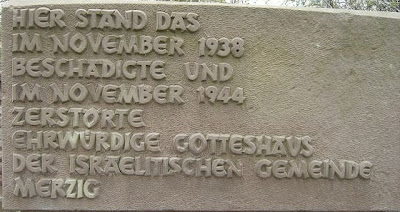 HIER STAND DAS
IM NOVEMBER 1938
BESCHÄDIGTE UND
IM NOVEMBER 1944
ZERSTÖRTE
EHRWÜRDIGE GOTTESHAUS
DER ISRAELITISCHEN GEMEINDE
MERZIG